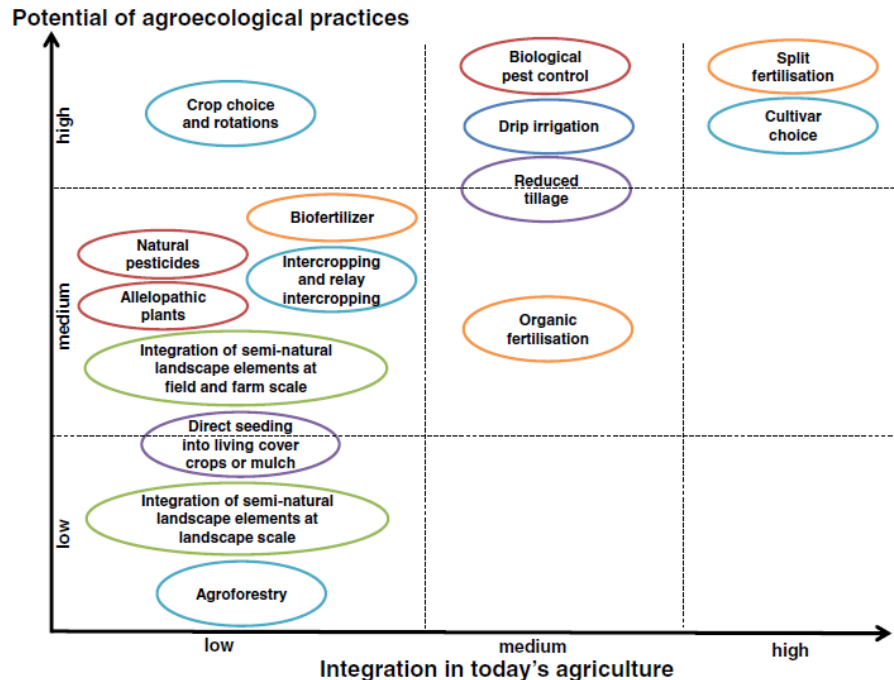 Potential of agroecological practices
high
medium
low
Crop choice
and rotations
Biological
pest control
Split
fertilisation
Drip irrigation
Cultivar
choice
Reduced
tillage
Biofertilizer
Natural
pesticides
Intercropping
and relay
intercropping
Allelopathic
plants
Organic
fertilisation
Integration of semi-natural
landscape elements at
field and farm scale
Direct seeding
into living cover
crops or mulch
Integration of semi-natural
landscape elements at
landscape scale
Agroforestry
low
medium
high
Integration in today's agriculture